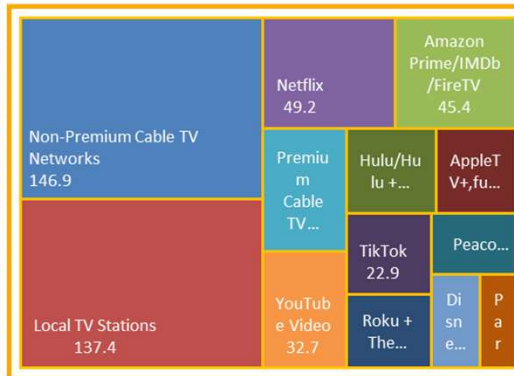 Non-Premium Cable TV
Networks
146.9
Local TV Stations
137.4
Netflix
49.2
Amazon
Prime/IMDb
/FireTV
45.4
Premiu
m
Cable
TV...
YouTub
e Video
32.7
Hulu/Hu
lu +...
AppleT
V+,fu...
TikTok
22.9
Peaco...
Roku +
The...
Di
sne
e...
P
a
r